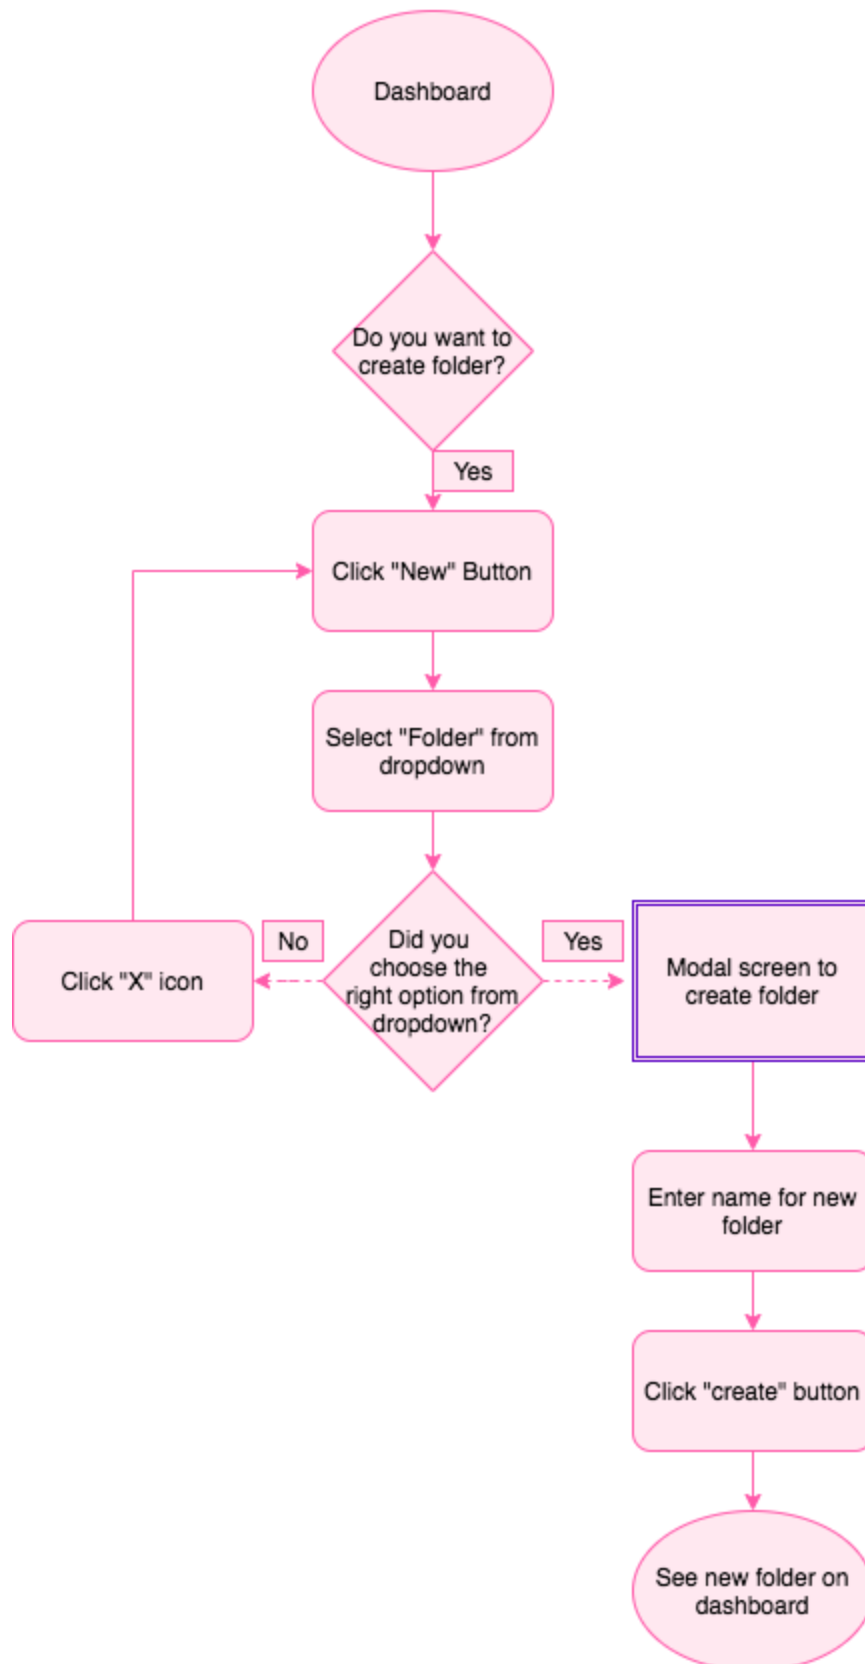 Dashboard
Do you want to
create folder?
Yes
Click "New" Button
Select "Folder" from
dropdown
Did you
choose the
right option from
dropdown?
No
Yes
Click "X" icon
Modal screen to
create folder
Enter name for new
folder
Click "create" button
See new folder on
dashboard